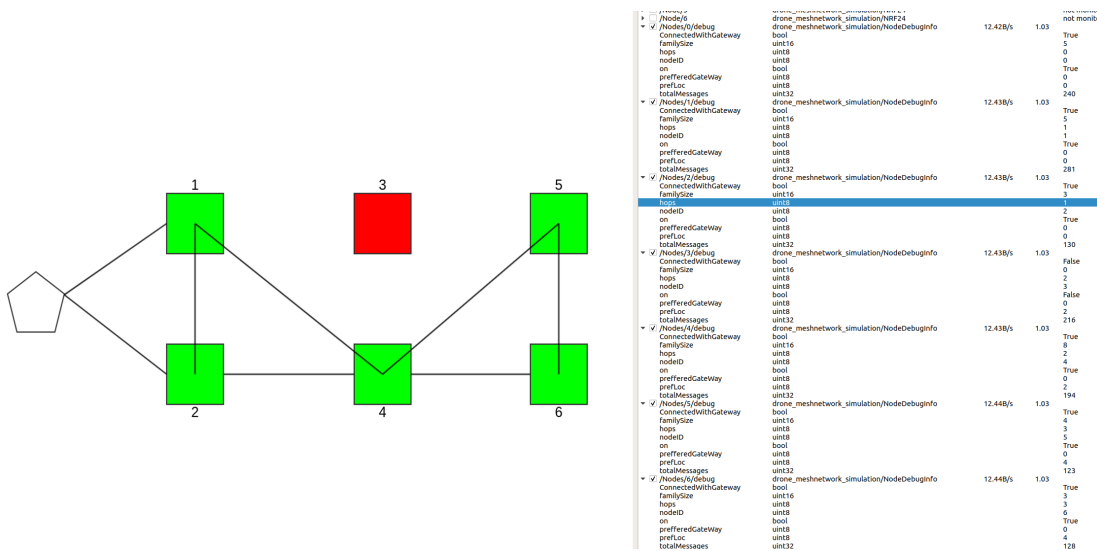 1 3 5
2 4 6
/Node/6 drone_meshnetwork_simulation/NRF24 not monit
/Nodes/0/debug drone_meshnetwork_simulation/NodeDebugInfo 12.42B/s 1.03
ConnectedWithGateway bool True
familySize uint16 5
hops uint8 0
nodeID uint8 0
on bool True
prefferedGateWay uint8 0
prefLoc uint8 0
totalMessages uint32 240
/Nodes/1/debug drone_meshnetwork_simulation/NodeDebugInfo 12.43B/s 1.03
ConnectedWithGateway bool True
familySize uint16 5
hops uint8 1
nodeID uint8 1
on bool True
prefferedGateWay uint8 0
prefLoc uint8 0
totalMessages uint32 281
/Nodes/2/debug drone_meshnetwork_simulation/NodeDebugInfo 12.43B/s 1.03
ConnectedWithGateway bool True
familySize uint16 3
hops uint8 1
nodeID uint8 2
on bool True
prefferedGateWay uint8 0
prefLoc uint8 0
totalMessages uint32 130
/Nodes/3/debug drone_meshnetwork_simulation/NodeDebugInfo 12.43B/s 1.03
ConnectedWithGateway bool False
familySize uint16 0
hops uint8 2
nodeID uint8 3
on bool False
prefferedGateWay uint8 0
prefLoc uint8 2
totalMessages uint32 216
/Nodes/4/debug drone_meshnetwork_simulation/NodeDebugInfo 12.43B/s 1.03
ConnectedWithGateway bool True
familySize uint16 8
hops uint8 2
nodeID uint8 4
on bool True
prefferedGateWay uint8 0
prefLoc uint8 2
totalMessages uint32 194
/Nodes/5/debug drone_meshnetwork_simulation/NodeDebugInfo 12.44B/s 1.03
ConnectedWithGateway bool True
familySize uint16 4
hops uint8 3
nodeID uint8 5
on bool True
prefferedGateWay uint8 0
prefLoc uint8 4
totalMessages uint32 123
/Nodes/6/debug drone_meshnetwork_simulation/NodeDebugInfo 12.44B/s 1.03
ConnectedWithGateway bool True
familySize uint16 3
hops uint8 3
nodeID uint8 6
on bool True
prefferedGateWay uint8 0
prefLoc uint8 4
totalMessages uint32 128